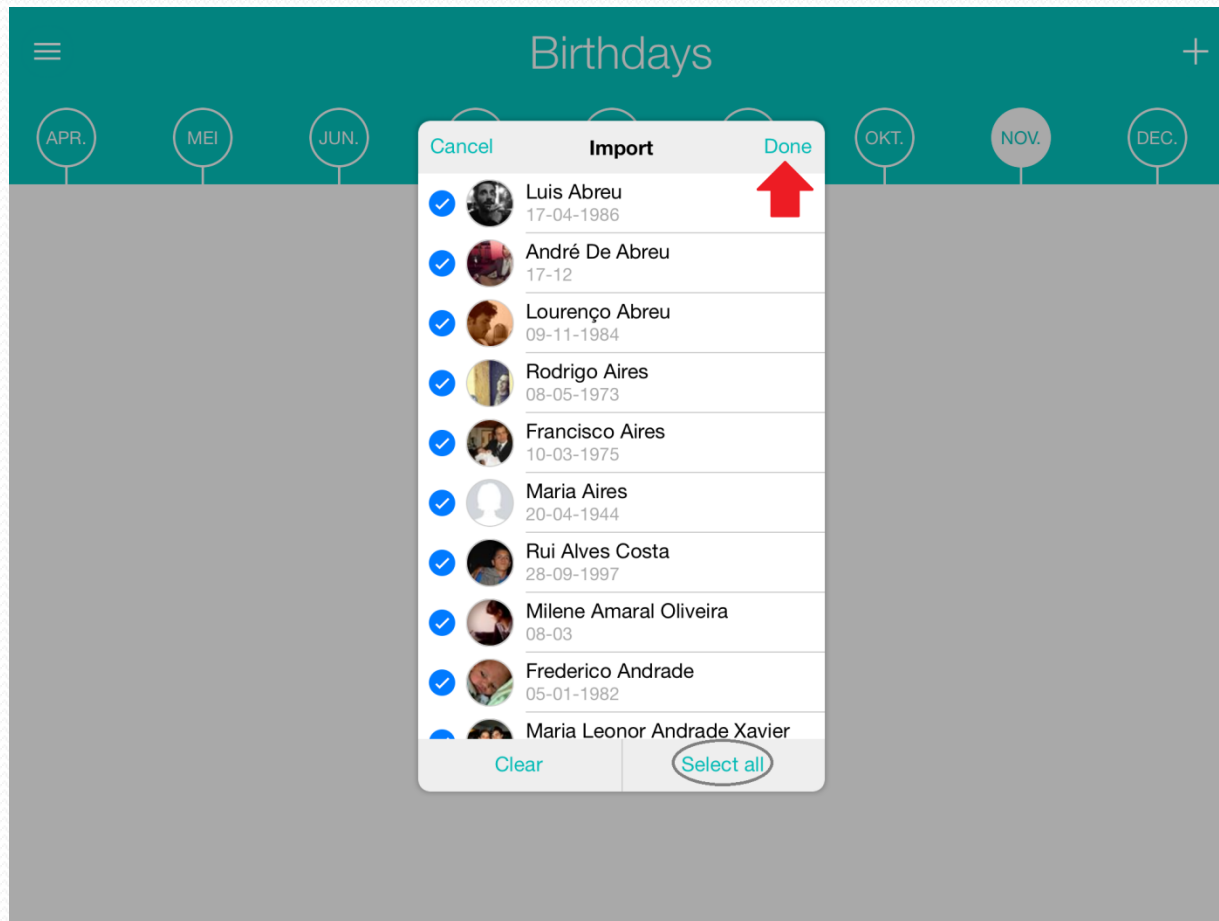 Birthdays
APR.
MEI
JUN.
OKT.
NOV.
DEC.
Cancel
Import
Done
Luis Abreu
17-04-1986
André De Abreu
17-12
Lourenço Abreu
09-11-1984
Rodrigo Aires
08-05-1973
Francisco Aires
10-03-1975
Maria Aires
20-04-1944
Rui Alves Costa
28-09-1997
Milene Amaral Oliveira
08-03
Frederico Andrade
05-01-1982
Maria Leonor Andrade Xavier
Clear
Select all